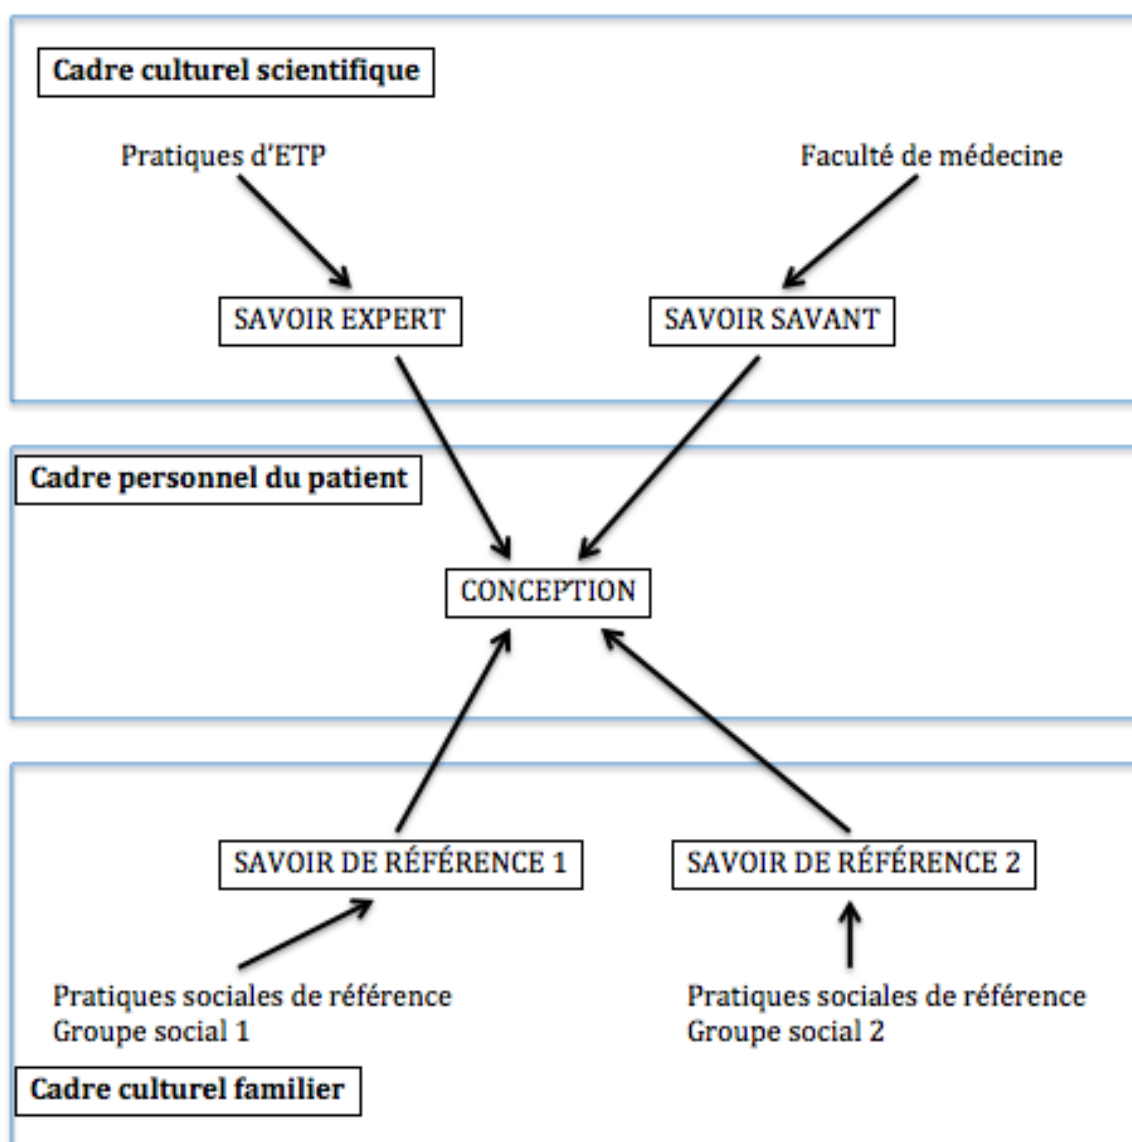 Cadre culturel scientifique
Pratiques d'ETP
Faculté de médecine
SAVOIR EXPERT
SAVOIR SAVANT
Cadre personnel du patient
CONCEPTION
SAVOIR DE RÉFÉRENCE 1
SAVOIR DE RÉFÉRENCE 2
Pratiques sociales de référence
Groupe social 1
Pratiques sociales de référence
Groupe social 2
Cadre culturel familier